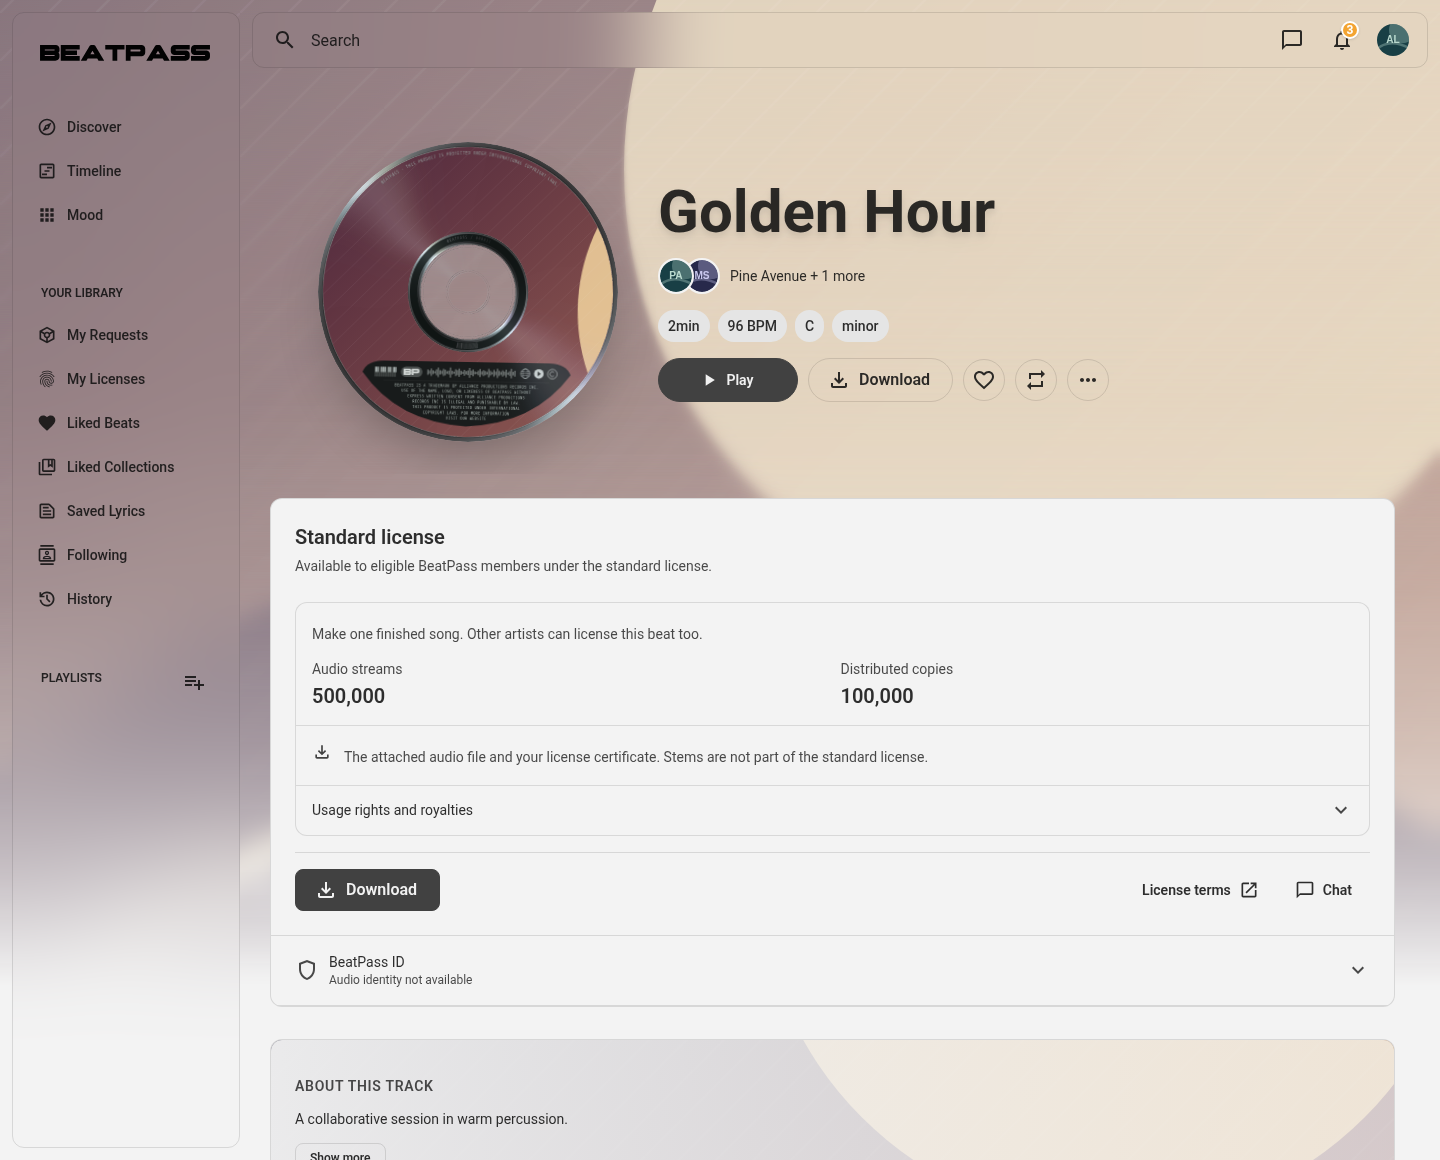 BEATPASS
Search
3
AL
Discover
Timeline
Mood
YOUR LIBRARY
My Requests
My Licenses
Liked Beats
Liked Collections
Saved Lyrics
Following
History
PLAYLISTS
BP
Golden Hour
PA
MS
Pine Avenue + 1 more
2min
96 BPM
C
minor
Play
Download
Standard license
Available to eligible BeatPass members under the standard license.
Make one finished song. Other artists can license this beat too.
Audio streams
Distributed copies
500,000
100,000
The attached audio file and your license certificate. Stems are not part of the standard license.
Usage rights and royalties
Download
License terms
Chat
BeatPass ID
Audio identity not available
ABOUT THIS TRACK
A collaborative session in warm percussion.
Show more